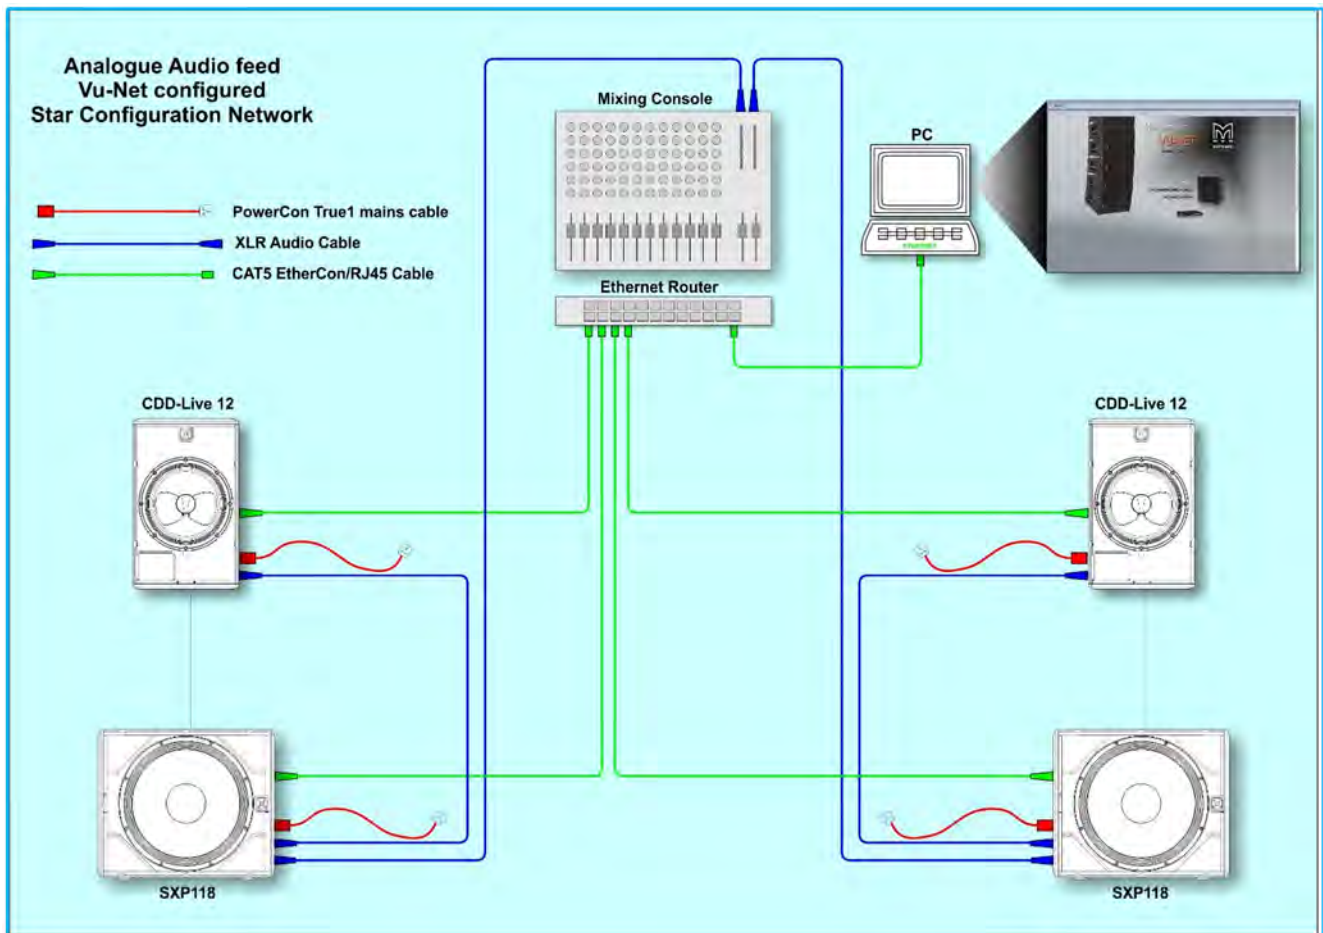 Analogue Audio feed
Vu-Net configured
Star Configuration Network
PowerCon True1 mains cable
XLR Audio Cable
CAT5 EtherCon/RJ45 Cable
Mixing Console
PC
Ethernet Router
CDD-Live 12
CDD-Live 12
SXP118
SXP118